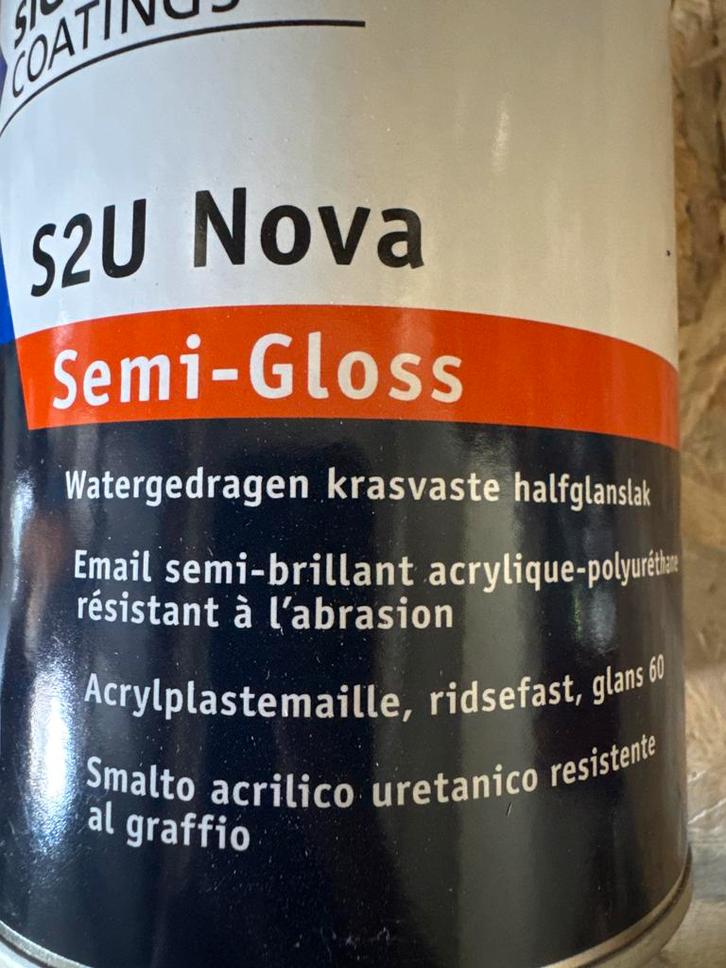 COATINGS
S2U Nova
Semi-Gloss
Watergedragen krasvaste halfglanslak
Email semi-brillant acrylique-polyuréthane
résistant à l'abrasion
Acrylplastemaille, ridsefast, glans 60
Smalto acrilico uretanico resistente
al graffio